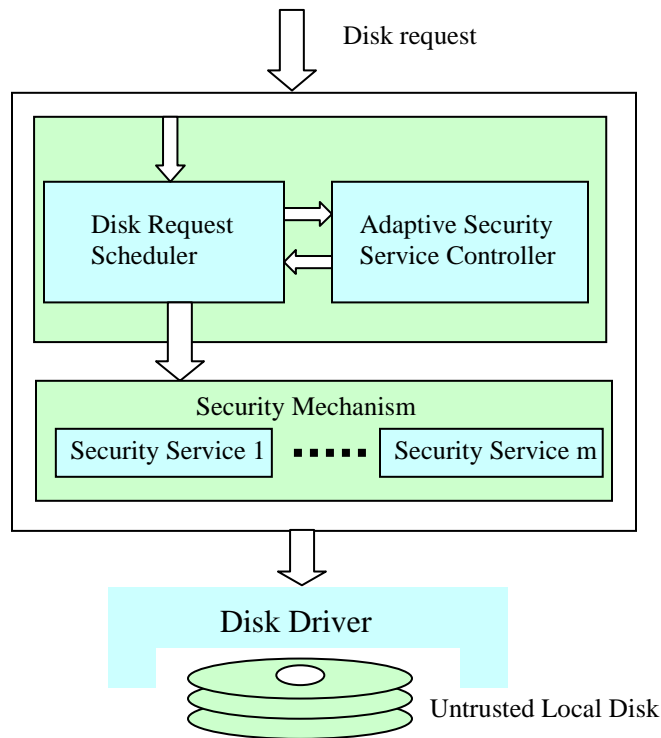 Disk request
Disk Request
Scheduler
Adaptive Security
Service Controller
Security Mechanism
Security Service 1
Security Service m
Disk Driver
Untrusted Local Disk